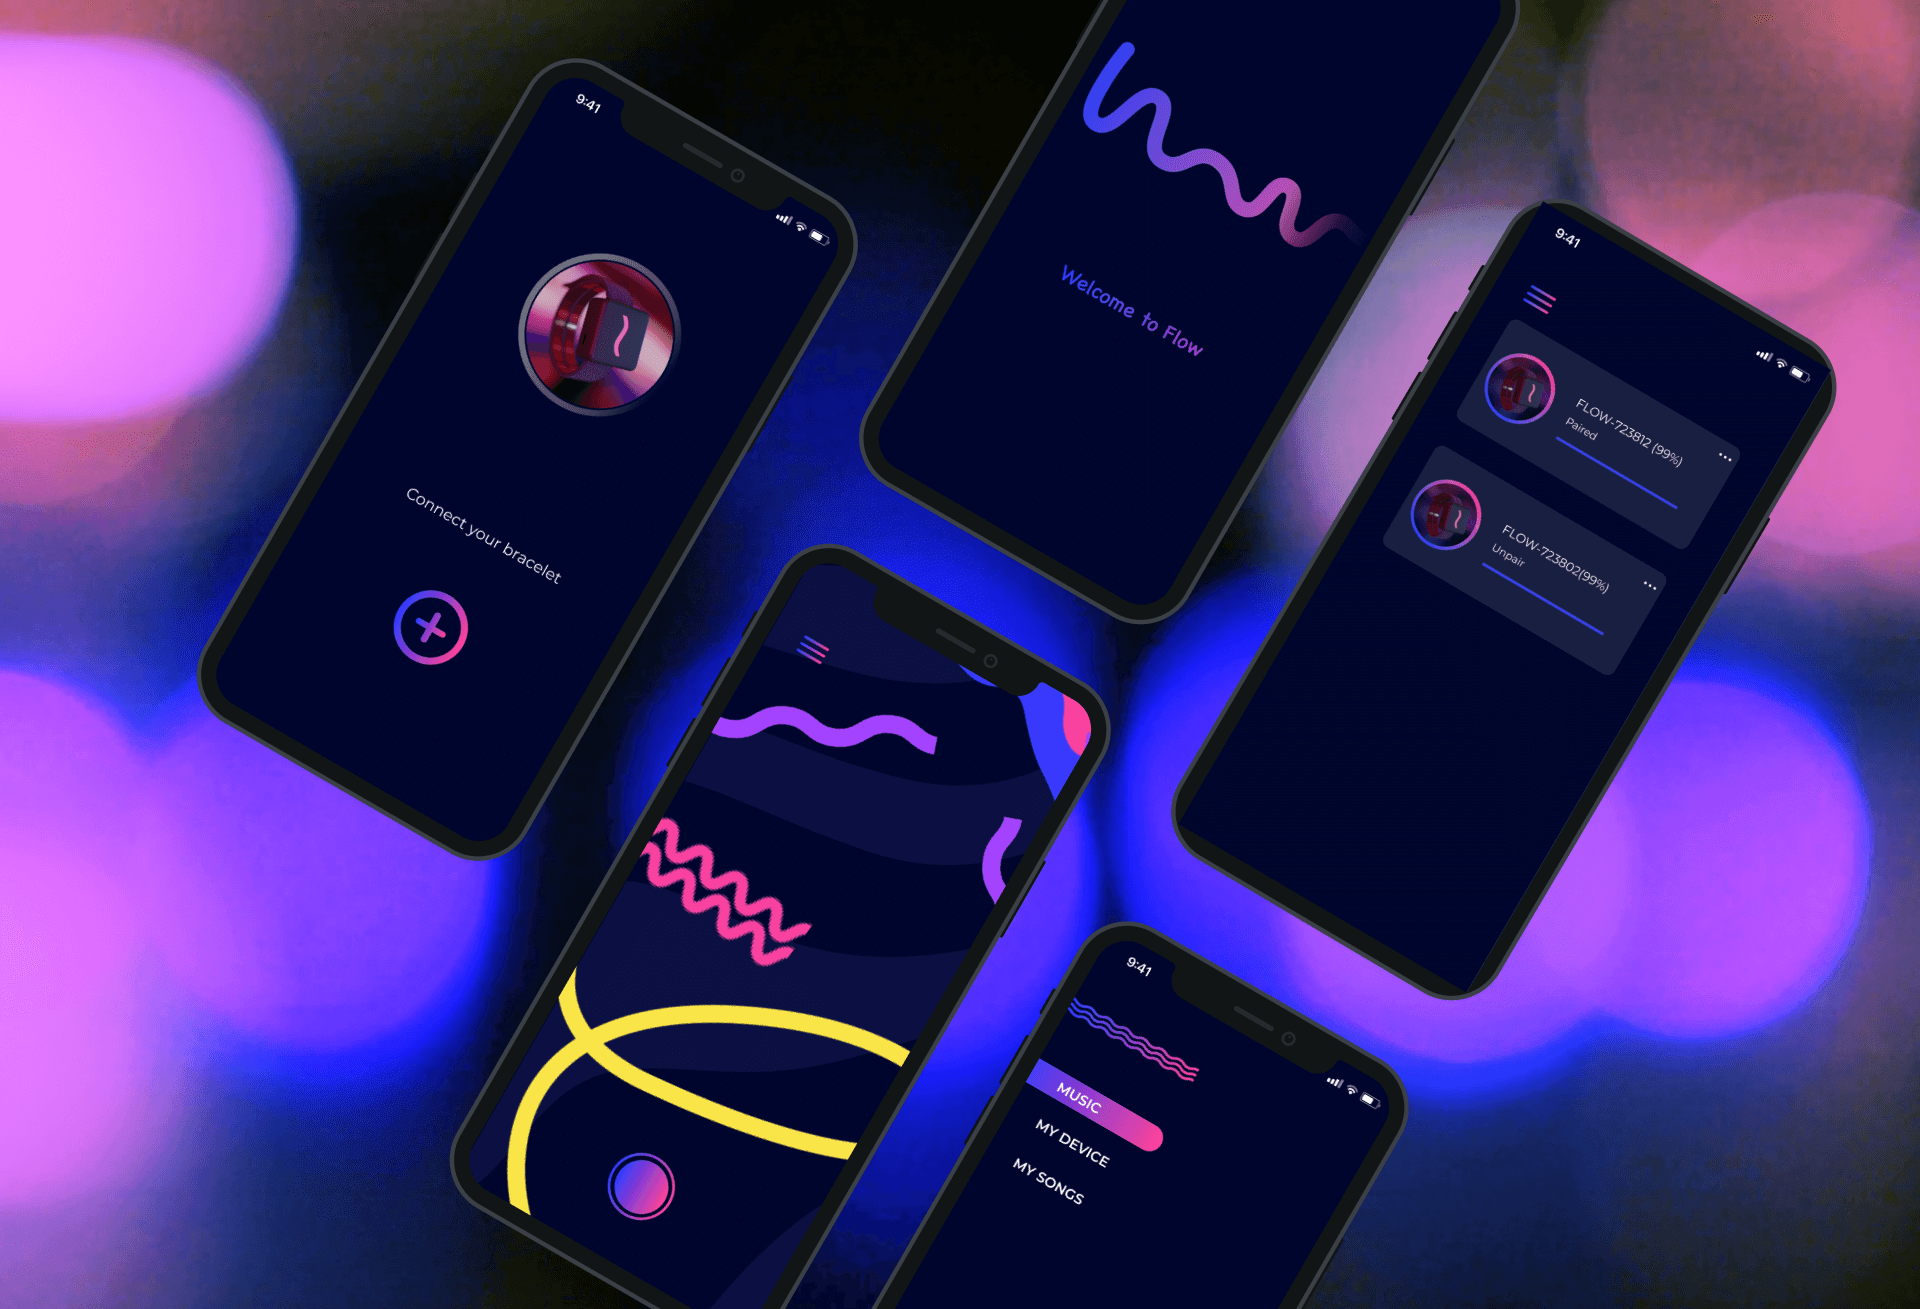 9:41
Connect your bracelet
Welcome to Flow
9:41
FLOW-723812 (99%)
Paired
FLOW-723802(99%)
Unpair
9:41
MUSIC
MY DEVICE
MY SONGS